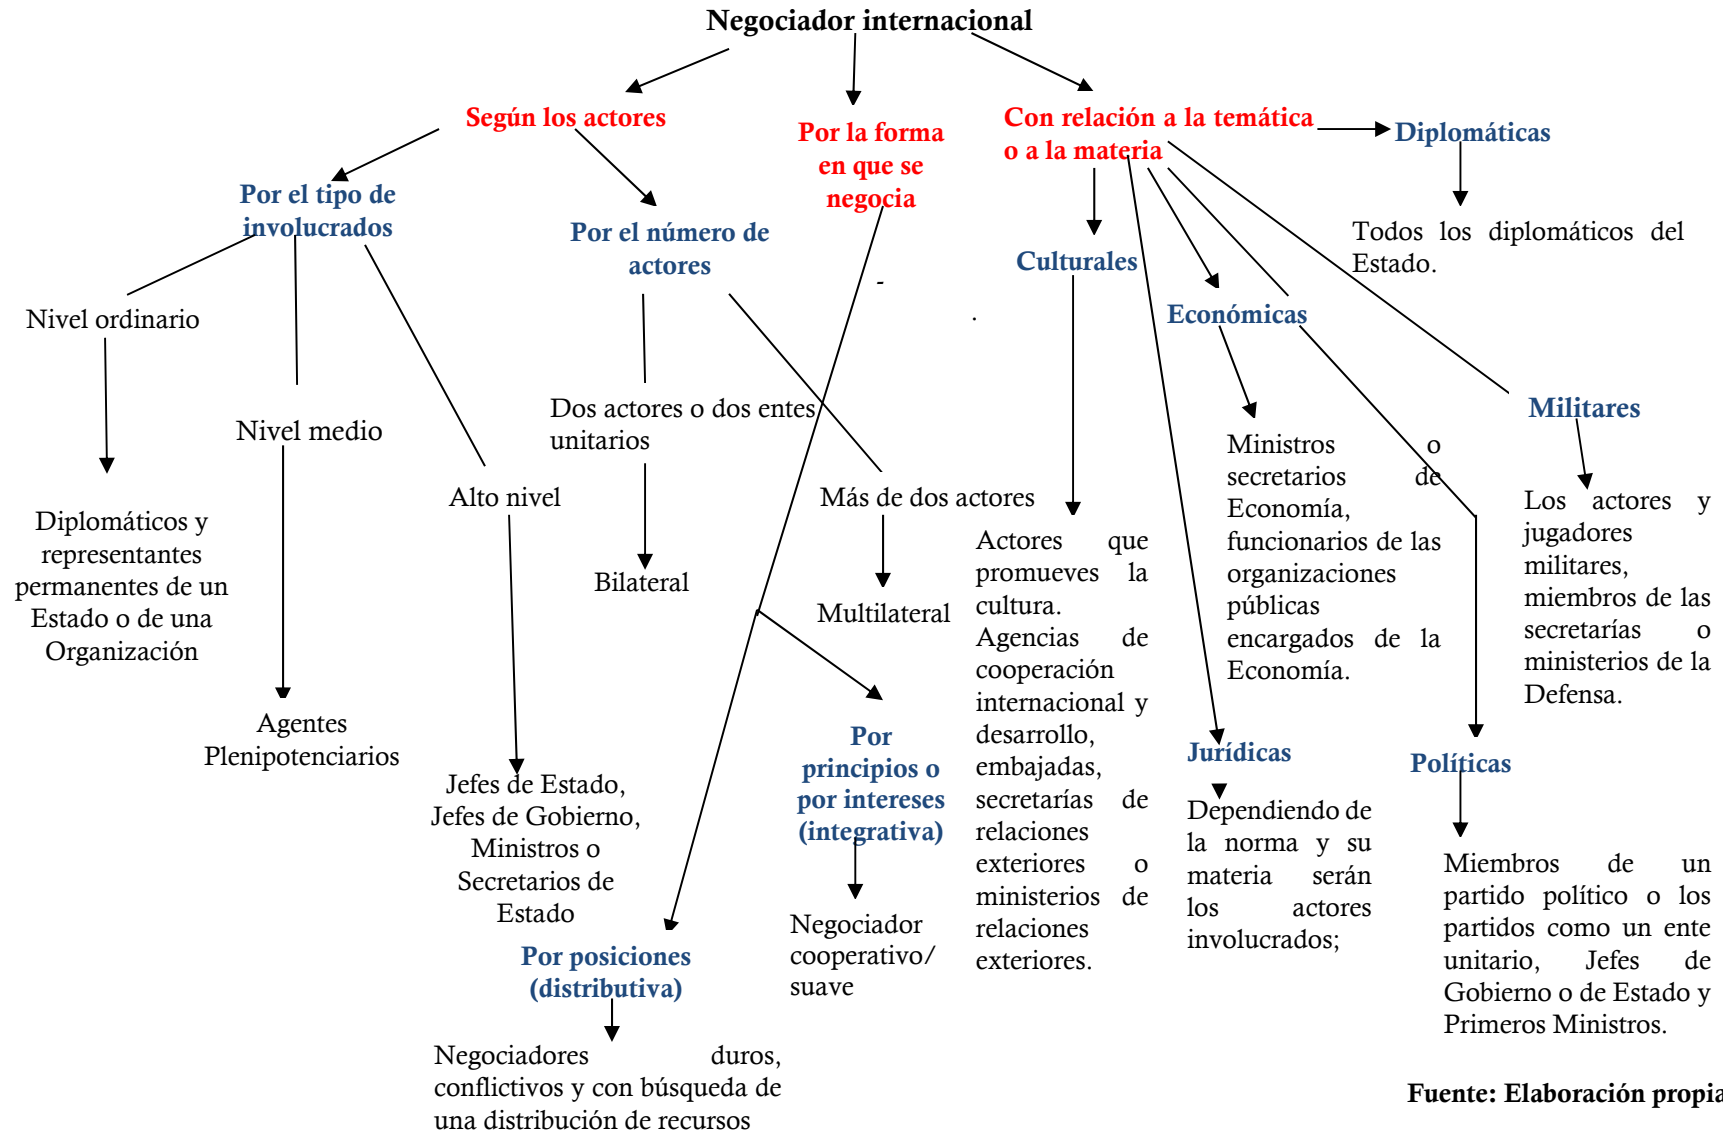 Negociador internacional
Según los actores
Por la forma
en que se
negocia
Con relación a la temática
o a la materia
Diplomáticas
Todos los diplomáticos del
Estado.
Por el tipo de
involucrados
Por el número de
actores
Culturales
Económicas
Militares
Nivel ordinario
Nivel medio
Alto nivel
Dos actores o dos entes
unitarios
Más de dos actores
Bilateral
Multilateral
Diplomáticos y
representantes
permanentes de un
Estado o de una
Organización
Agentes
Plenipotenciarios
Jefes de Estado,
Jefes de Gobierno,
Ministros o
Secretarios de
Estado
Por posiciones
(distributiva)
Negociadores duros,
conflictivos y con búsqueda de
una distribución de recursos
Por
principios o
por intereses
(integrativa)
Negociador
cooperativo/
suave
Actores que
promueves la
cultura.
Agencias de
cooperación
internacional y
desarrollo,
embajadas,
secretarías de
relaciones
exteriores o
ministerios de
relaciones
exteriores.
Ministros o
secretarios de
Economía,
funcionarios de las
organizaciones
públicas
encargados de la
Economía.
Los actores y
jugadores
militares,
miembros de las
secretarías o
ministerios de la
Defensa.
Jurídicas
Dependiendo de
la norma y su
materia serán
los actores
involucrados;
Políticas
Miembros de un
partido político o los
partidos como un ente
unitario, Jefes de
Gobierno o de Estado y
Primeros Ministros.
Fuente: Elaboración propia